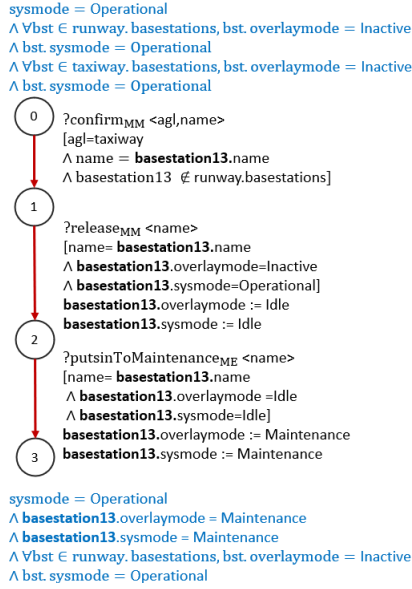 sysmode = Operational
∧ ∀bst ∈ runway. basestations, bst. overlaymode = Inactive
∧ bst. sysmode = Operational
∧ ∀bst ∈ taxiway. basestations, bst. overlaymode = Inactive
∧ bst. sysmode = Operational
0
?confirmMM <agl,name>
[agl=taxiway
∧ name = basestation13.name
∧ basestation13 ∉ runway.basestations]
1
?releaseMM <name>
[name= basestation13.name
∧ basestation13.overlaymode=Inactive
∧ basestation13.sysmode=Operational]
basestation13.overlaymode := Idle
basestation13.sysmode := Idle
2
?putsinToMaintenanceME <name>
[name= basestation13.name
∧ basestation13.overlaymode =Idle
∧ basestation13.sysmode=Idle]
basestation13.overlaymode := Maintenance
basestation13.sysmode := Maintenance
3
sysmode = Operational
∧ basestation13.overlaymode = Maintenance
∧ basestation13.sysmode = Maintenance
∧ ∀bst ∈ runway. basestations, bst. overlaymode = Inactive
∧ bst. sysmode = Operational